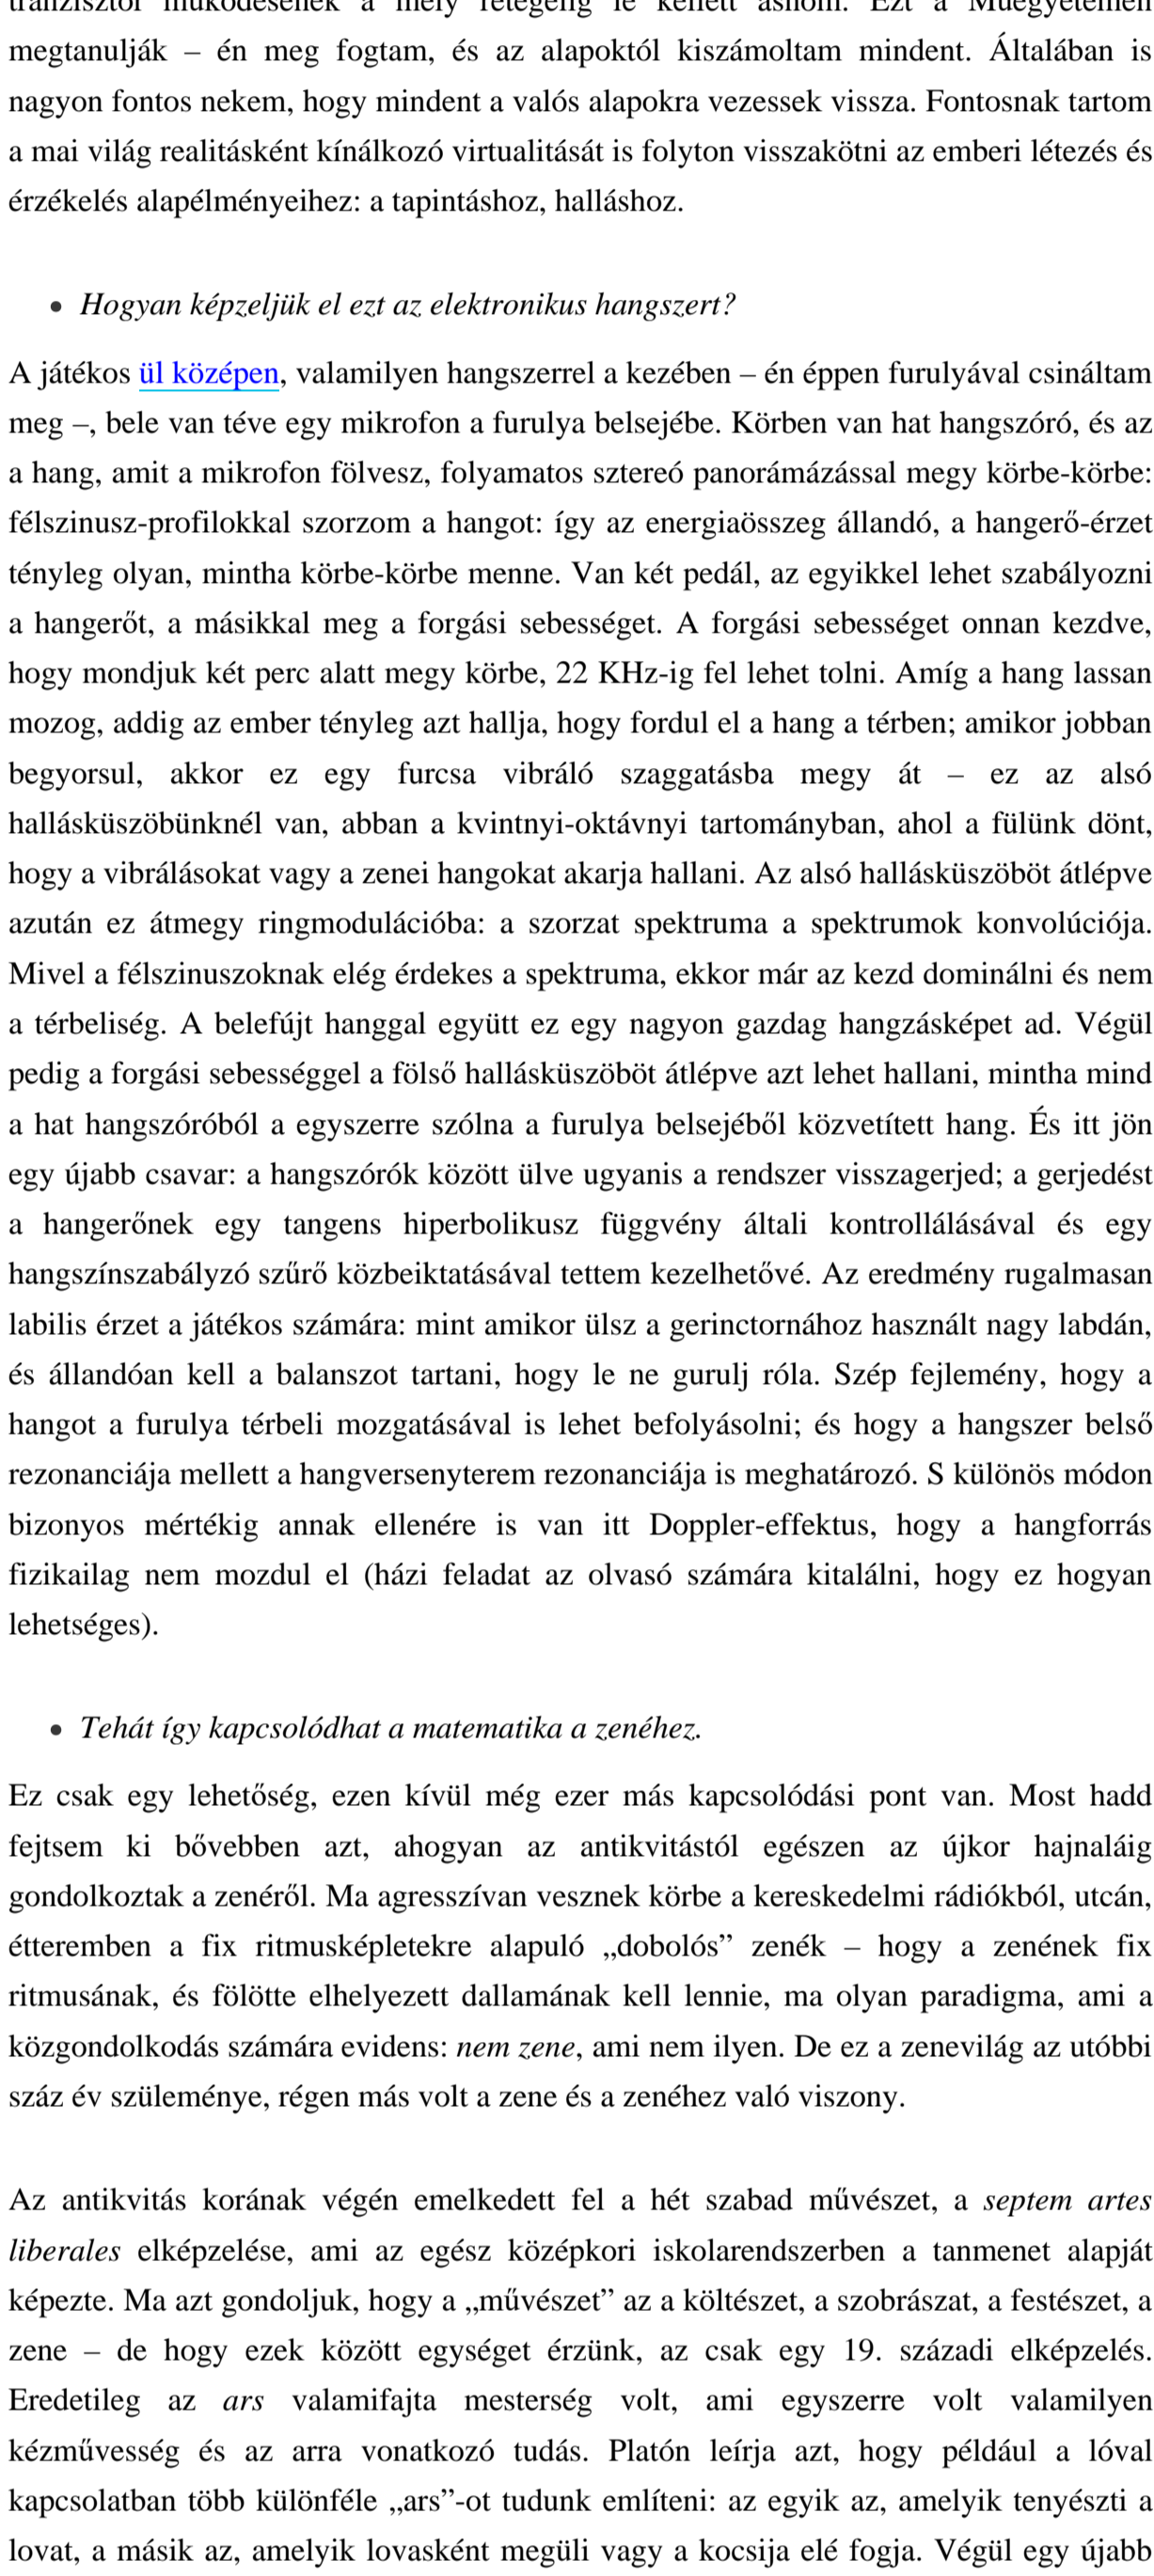 tranzisztor működésének a mély rétegéig le kellett ásnom. Ezt a Műegyetemen
megtanulják – én meg fogtam, és az alapoktól kiszámoltam mindent. Általában is
nagyon fontos nekem, hogy mindent a valós alapokra vezessek vissza. Fontosnak tartom
a mai világ realitásként kínálkozó virtualitását is folyton visszakötni az emberi létezés és
érzékelés alapélményeihez: a tapintáshoz, halláshoz.
• Hogyan képzeljük el ezt az elektronikus hangszert?
A játékos ül középen, valamilyen hangszerrel a kezében – én éppen furulyával csináltam
meg –, bele van téve egy mikrofon a furulya belsejébe. Körben van hat hangszóró, és az
a hang, amit a mikrofon fölvesz, folyamatos sztereó panorámázással megy körbe-körbe:
félszinusz-profilokkal szorzom a hangot: így az energiaösszeg állandó, a hangerő-érzet
tényleg olyan, mintha körbe-körbe menne. Van két pedál, az egyikkel lehet szabályozni
a hangerőt, a másikkal meg a forgási sebességet. A forgási sebességet onnan kezdve,
hogy mondjuk két perc alatt megy körbe, 22 KHz-ig fel lehet tolni. Amíg a hang lassan
mozog, addig az ember tényleg azt hallja, hogy fordul el a hang a térben; amikor jobban
begyorsul, akkor ez egy furcsa vibráló szaggatásba megy át – ez az alsó
hallásküszöbünknél van, abban a kvintnyi-oktávnyi tartományban, ahol a fülünk dönt,
hogy a vibrálásokat vagy a zenei hangokat akarja hallani. Az alsó hallásküszöböt átlépve
azután ez átmegy ringmodulációba: a szorzat spektruma a spektrumok konvolúciója.
Mivel a félszinuszoknak elég érdekes a spektruma, ekkor már az kezd dominálni és nem
a térbeliség. A belefújt hanggal együtt ez egy nagyon gazdag hangzásképet ad. Végül
pedig a forgási sebességgel a fölső hallásküszöböt átlépve azt lehet hallani, mintha mind
a hat hangszóróból a egyszerre szólna a furulya belsejéből közvetített hang. És itt jön
egy újabb csavar: a hangszórók között ülve ugyanis a rendszer visszagerjed; a gerjedést
a hangerőnek egy tangens hiperbolikusz függvény általi kontrollálásával és egy
hangszínszabályzó szűrő közbeiktatásával tettem kezelhetővé. Az eredmény rugalmasan
labilis érzet a játékos számára: mint amikor ülsz a gerinctornához használt nagy labdán,
és állandóan kell a balanszot tartani, hogy le ne gurulj róla. Szép fejlemény, hogy a
hangot a furulya térbeli mozgatásával is lehet befolyásolni; és hogy a hangszer belső
rezonanciája mellett a hangversenyterem rezonanciája is meghatározó. S különös módon
bizonyos mértékig annak ellenére is van itt Doppler-effektus, hogy a hangforrás
fizikailag nem mozdul el (házi feladat az olvasó számára kitalálni, hogy ez hogyan
lehetséges).
• Tehát így kapcsolódhat a matematika a zenéhez.
Ez csak egy lehetőség, ezen kívül még ezer más kapcsolódási pont van. Most hadd
fejtsem ki bővebben azt, ahogyan az antikvitástól egészen az újkor hajnaláig
gondolkoztak a zenéről. Ma agresszívan vesznek körbe a kereskedelmi rádiókból, utcán,
étteremben a fix ritmusképletekre alapuló „dobolós” zenék – hogy a zenének fix
ritmusának, és fölötte elhelyezett dallamának kell lennie, ma olyan paradigma, ami a
közgondolkodás számára evidens: nem zene, ami nem ilyen. De ez a zenevilág az utóbbi
száz év szüleménye, régen más volt a zene és a zenéhez való viszony.
Az antikvitás korának végén emelkedett fel a hét szabad művészet, a septem artes
liberales elképzelése, ami az egész középkori iskolarendszerben a tanmenet alapját
képezte. Ma azt gondoljuk, hogy a „művészet” az a költészet, a szobrászat, a festészet, a
zene – de hogy ezek között egységet érzünk, az csak egy 19. századi elképzelés.
Eredetileg az ars valamifajta mesterség volt, ami egyszerre volt valamilyen
kézművesség és az arra vonatkozó tudás. Platón leírja azt, hogy például a lóval
kapcsolatban több különféle „ars”-ot tudunk említeni: az egyik az, amelyik tenyészti a
lovat, a másik az, amelyik lovasként megüli vagy a kocsija elé fogja. Végül egy újabb